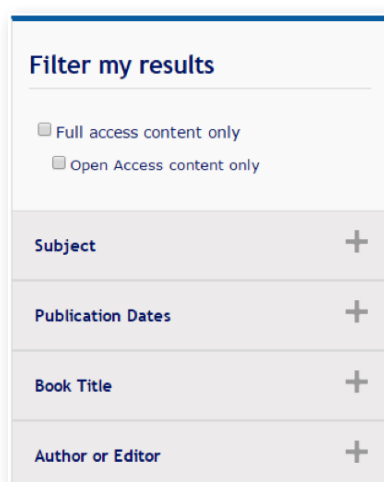 Filter my results
Full access content only
Open Access content only
Subject
Publication Dates
Book Title
Author or Editor